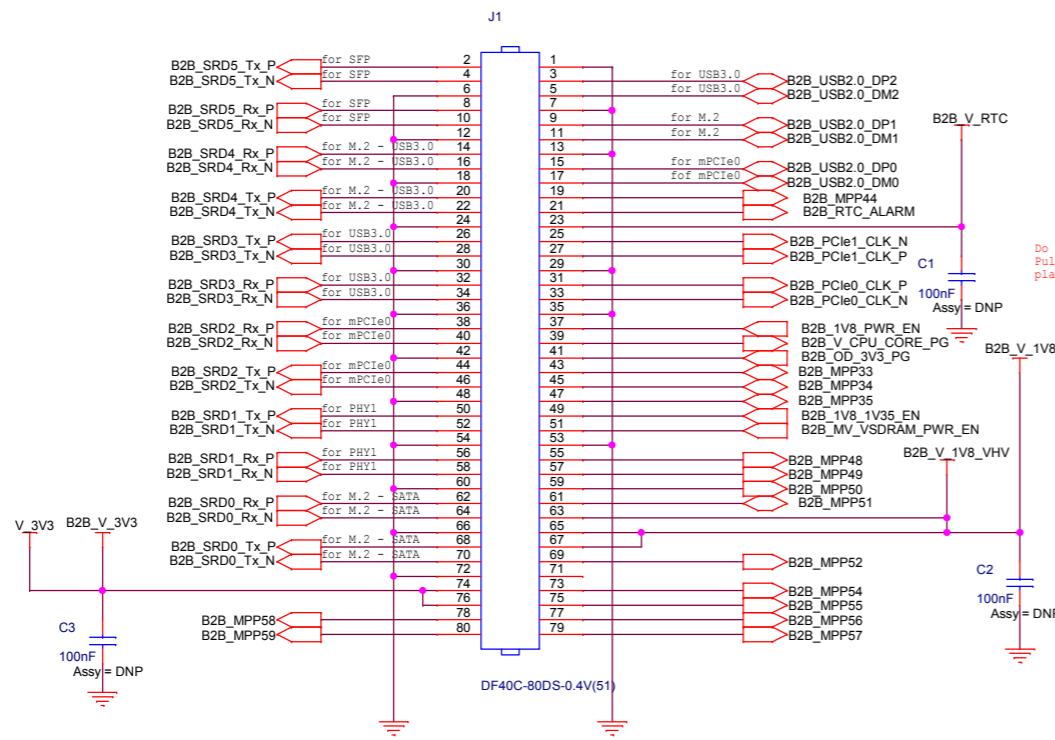 J1
B2B_SRD5_Tx_P for SFP 2
B2B_SRD5_Tx_N for SFP 4
6
B2B_SRD5_Rx_P for SFP 8
B2B_SRD5_Rx_N for SFP 10
12
B2B_SRD4_Rx_P for M.2 - USB3.0 14
B2B_SRD4_Rx_N for M.2 - USB3.0 16
18
B2B_SRD4_Tx_P for M.2 - USB3.0 20
B2B_SRD4_Tx_N for M.2 - USB3.0 22
24
B2B_SRD3_Tx_P for USB3.0 26
B2B_SRD3_Tx_N for USB3.0 28
30
B2B_SRD3_Rx_P for USB3.0 32
B2B_SRD3_Rx_N for USB3.0 34
36
B2B_SRD2_Rx_P for mPCIe0 38
B2B_SRD2_Rx_N for mPCIe0 40
42
B2B_SRD2_Tx_P for mPCIe0 44
B2B_SRD2_Tx_N for mPCIe0 46
48
B2B_SRD1_Tx_P for PHY1 50
B2B_SRD1_Tx_N for PHY1 52
54
B2B_SRD1_Rx_P for PHY1 56
B2B_SRD1_Rx_N for PHY1 58
60
B2B_SRD0_Rx_P for M.2 - SATA 62
B2B_SRD0_Rx_N for M.2 - SATA 64
66
B2B_SRD0_Tx_P for M.2 - SATA 68
B2B_SRD0_Tx_N for M.2 - SATA 70
72
74
76
B2B_MPP58 78
B2B_MPP59 80
V_3V3 B2B_V_3V3
C3
100nF
Assy = DNP
1
3 for USB3.0 B2B_USB2.0_DP2
5 for USB3.0 B2B_USB2.0_DM2
7
9 for M.2 B2B_USB2.0_DP1
11 for M.2 B2B_USB2.0_DM1
13
15 for mPCIe0 B2B_USB2.0_DP0
17 fof mPCIe0 B2B_USB2.0_DM0
19 B2B_MPP44
21 B2B_RTC_ALARM
23
25 B2B_PCIe1_CLK_N
27 B2B_PCIe1_CLK_P
29
31 B2B_PCIe0_CLK_P
33 B2B_PCIe0_CLK_N
35
37 B2B_1V8_PWR_EN
39 B2B_V_CPU_CORE_PG
41 B2B_OD_3V3_PG
43 B2B_MPP33
45 B2B_MPP34
47 B2B_MPP35
49 B2B_1V8_1V35_EN
51 B2B_MV_VSDRAM_PWR_EN
53
55 B2B_MPP48
57 B2B_MPP49
59 B2B_MPP50
61 B2B_MPP51
63
65
67
69 B2B_MPP52
71
73 B2B_MPP54
75 B2B_MPP55
77 B2B_MPP56
79 B2B_MPP57
DF40C-80DS-0.4V(51)
B2B_V_RTC
C1
100nF
Assy = DNP
Do
Pul
pla
B2B_V_1V8
B2B_V_1V8_VHV
C2
100nF
Assy = DNP